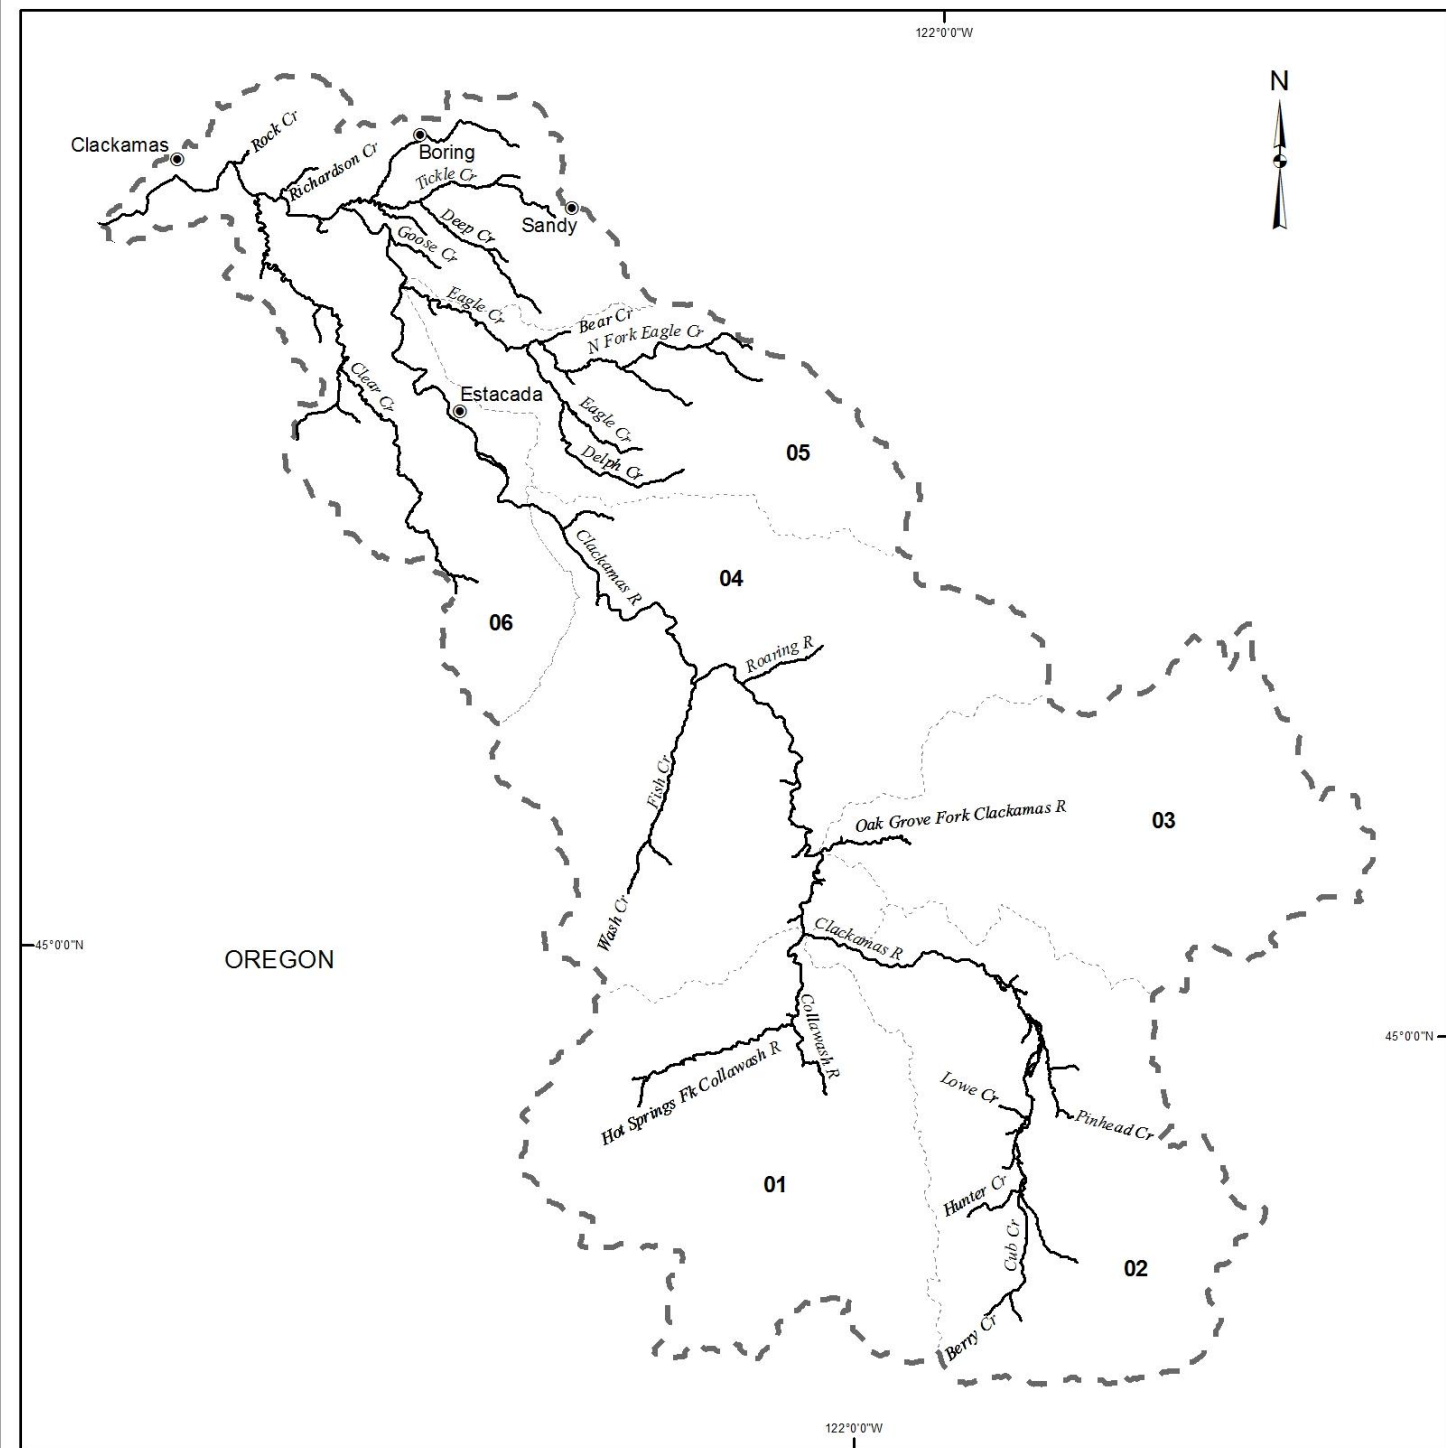 122°0'0"W
N
Clackamas
Rock Cr
Boring
Richardson Cr
Tickle Cr
Sandy
Deep Cr
Goose Cr
Eagle Cr
Bear Cr
N Fork Eagle Cr
Clear Cr
Estacada
Eagle Cr
05
Delph Cr
Clackamas R
04
06
Roaring R
Fish Cr
Oak Grove Fork Clackamas R
03
Wash Cr
Clackamas R
45°0'0"N
OREGON
Collawash R
45°0'0"N
Hot Springs Fk Collawash R
Lowe Cr
Pinhead Cr
01
Hunter Cr
Cub Cr
02
Berry Cr
122°0'0"W